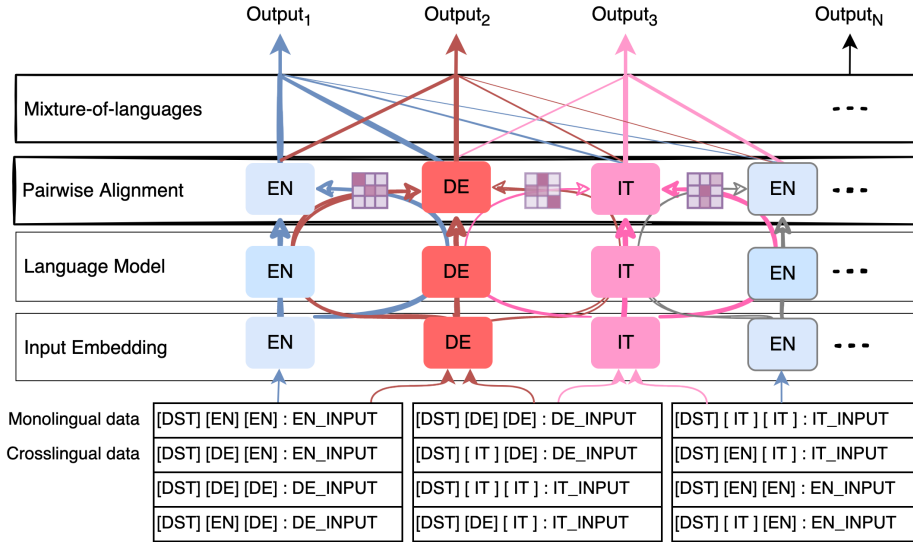 Output1 Output2 Output3 OutputN
Mixture-of-languages ...
Pairwise Alignment EN DE IT EN ...
Language Model EN DE IT EN ...
Input Embedding EN DE IT EN ...
Monolingual data [DST] [EN] [EN] : EN_INPUT [DST] [DE] [DE] : DE_INPUT [DST] [ IT ] [ IT ] : IT_INPUT
Crosslingual data [DST] [DE] [EN] : EN_INPUT [DST] [ IT ] [DE] : DE_INPUT [DST] [EN] [ IT ] : IT_INPUT
[DST] [DE] [DE] : DE_INPUT [DST] [ IT ] [ IT ] : IT_INPUT [DST] [EN] [EN] : EN_INPUT
[DST] [EN] [DE] : DE_INPUT [DST] [DE] [ IT ] : IT_INPUT [DST] [ IT ] [EN] : EN_INPUT